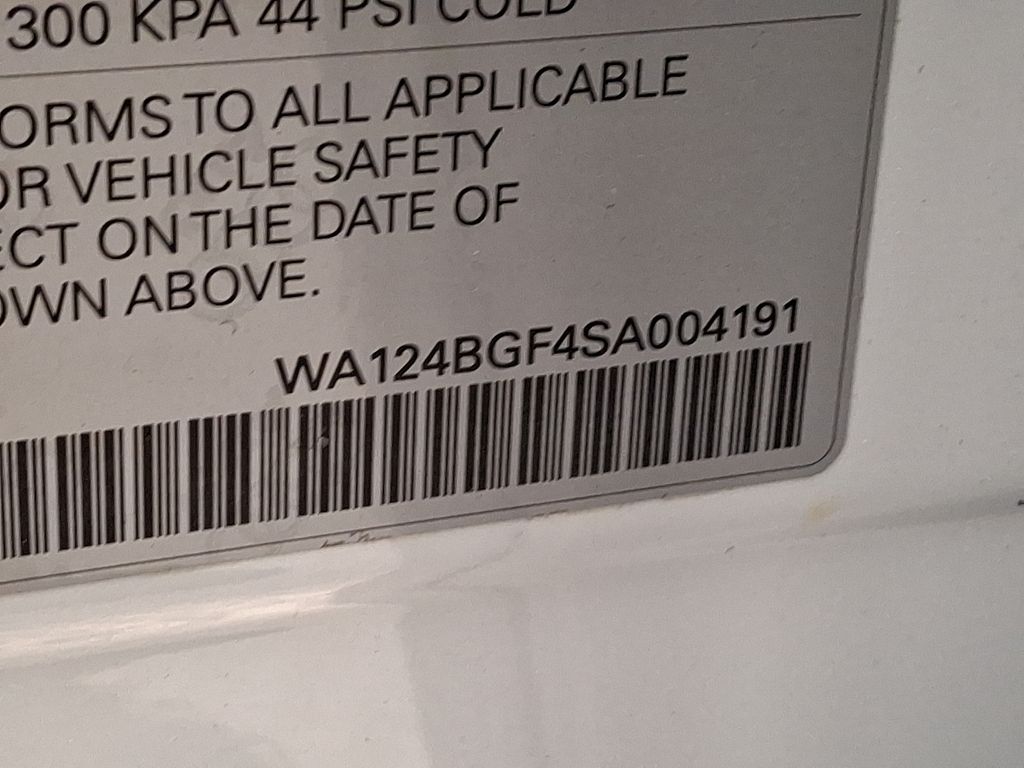 300 KPA 44 PSI COLD
ORMS TO ALL APPLICABLE
OR VEHICLE SAFETY
ECT ON THE DATE OF
OWN ABOVE.
WA124BGF4SA004191